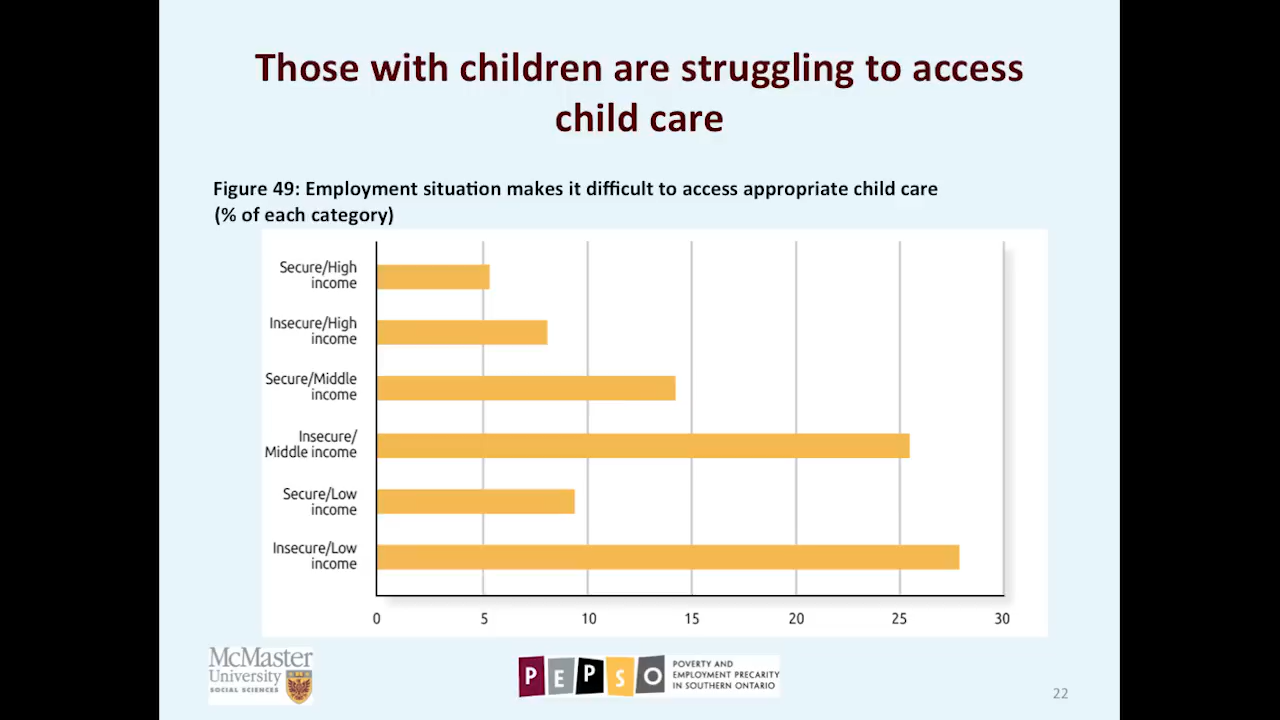 Those with children are struggling to access
child care
Figure 49: Employment situation makes it difficult to access appropriate child care
(% of each category)
Secure/High
income
Insecure/High
income
Secure/Middle
income
Insecure/
Middle income
Secure/Low
income
Insecure/Low
income
0 5 10 15 20 25 30
McMaster
University
SOCIAL SCIENCES
PEPSO
POVERTY AND
EMPLOYMENT PRECARITY
IN SOUTHERN ONTARIO
22